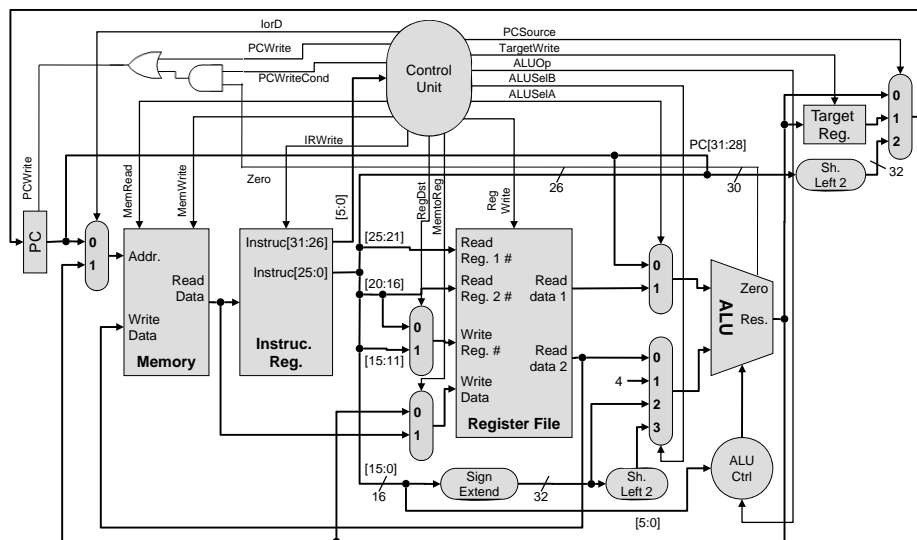 IorD
PCWrite
PCWriteCond
Control
Unit
PCSource
TargetWrite
ALUOp
ALUSelB
ALUSelA
0
1
2
Target
Reg.
PC[31:28]
32
Sh.
Left 2
PCWrite
MemRead
MemWrite
IRWrite
Zero
[5:0]
RegDst
MemtoReg
Reg
Write
26
30
PC
0
1
Addr.
Read
Data
Write
Data
Memory
Instruc[31:26]
Instruc[25:0]
Instruc.
Reg.
[25:21]
[20:16]
[15:11]
0
1
0
1
Read
Reg. 1 #
Read
Reg. 2 #
Write
Reg. #
Write
Data
Read
data 1
Read
data 2
Register File
0
1
0
4
1
2
3
ALU
Zero
Res.
[15:0]
16
Sign
Extend
32
Sh.
Left 2
ALU
Ctrl
[5:0]